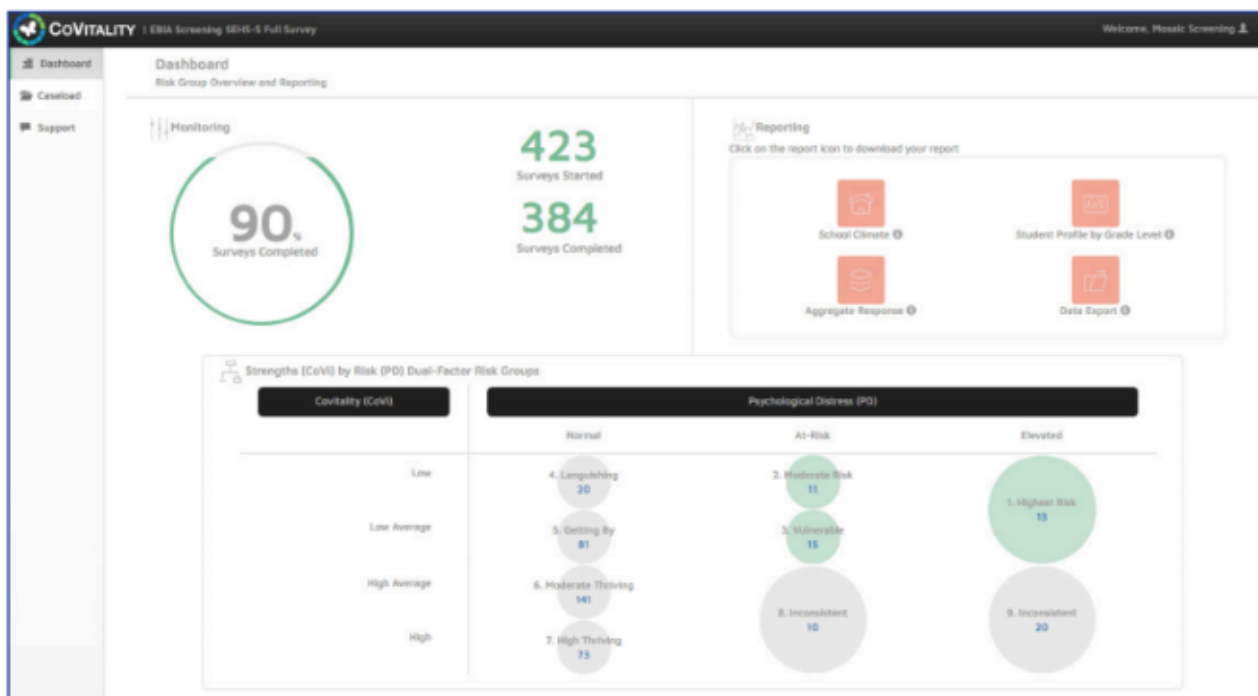 COVITALITY | EBIA Screening SEHS-S Full Survey
Welcome, Mosaic Screening
Dashboard
Caseload
Support
Dashboard
Risk Group Overview and Reporting
Monitoring
90%
Surveys Completed
423
Surveys Started
384
Surveys Completed
Reporting
Click on the report icon to download your report
School Climate
Student Profile by Grade Level
Aggregate Response
Data Export
Strengths (CoVi) by Risk (PD) Dual-Factor Risk Groups
Covitality (CoVi)
Psychological Distress (PD)
Normal
At-Risk
Elevated
Low
4. Languishing
20
2. Moderate Risk
11
1. Highest Risk
13
Low Average
5. Getting By
81
3. Vulnerable
15
High Average
6. Moderate Thriving
141
8. Inconsistent
10
9. Inconsistent
20
High
7. High Thriving
73